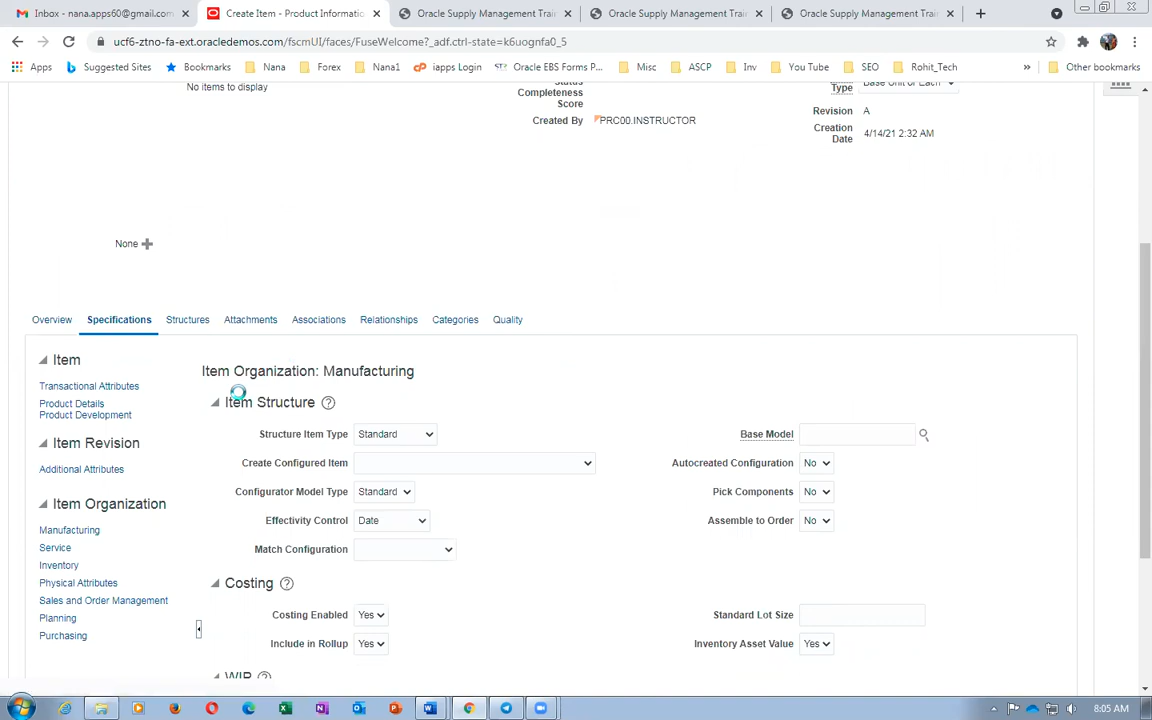 Inbox - nana.apps60@gmail.com
Create Item - Product Informatio
Oracle Supply Management Train
Oracle Supply Management Train
Oracle Supply Management Train
ucf6-ztno-fa-ext.oracledemos.com/fscmUI/faces/FuseWelcome?_adf.ctrl-state=k6uognfa0_5
Apps
Suggested Sites
Bookmarks
Nana
Forex
Nana1
iapps Login
Oracle EBS Forms P...
Misc
ASCP
Inv
You Tube
SEO
Rohit_Tech
»
Other bookmarks
No items to display
Status
Completeness
Score
Type
Base Unit of Each
Revision A
Created By PRC00.INSTRUCTOR
Creation
Date
4/14/21 2:32 AM
None
Overview
Specifications
Structures
Attachments
Associations
Relationships
Categories
Quality
Item
Transactional Attributes
Product Details
Product Development
Item Revision
Additional Attributes
Item Organization
Manufacturing
Service
Inventory
Physical Attributes
Sales and Order Management
Planning
Purchasing
Item Organization: Manufacturing
Item Structure
Structure Item Type Standard
Base Model
Create Configured Item
Autocreated Configuration No
Configurator Model Type Standard
Pick Components No
Effectivity Control Date
Assemble to Order No
Match Configuration
Costing
Costing Enabled Yes
Standard Lot Size
Include in Rollup Yes
Inventory Asset Value Yes
WIP
8:05 AM